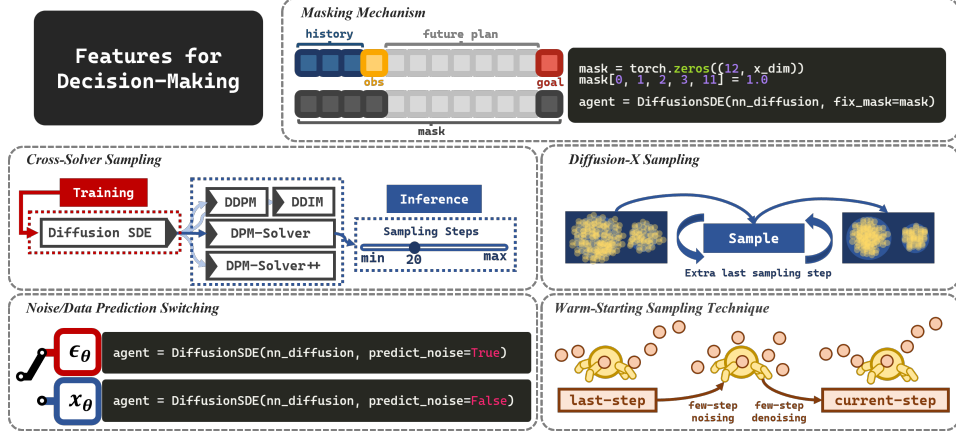 Features for
Decision-Making
Masking Mechanism
history
future plan
obs
goal
mask
mask = torch.zeros((12, x_dim))
mask[0, 1, 2, 3, 11] = 1.0
agent = DiffusionSDE(nn_diffusion, fix_mask=mask)
Cross-Solver Sampling
Training
Diffusion SDE
DDPM
DDIM
DPM-Solver
DPM-Solver++
Inference
Sampling Steps
min
20
max
Diffusion-X Sampling
Sample
Extra last sampling step
Noise/Data Prediction Switching
ϵθ
agent = DiffusionSDE(nn_diffusion, predict_noise=True)
xθ
agent = DiffusionSDE(nn_diffusion, predict_noise=False)
Warm-Starting Sampling Technique
last-step
few-step
noising
few-step
denoising
current-step